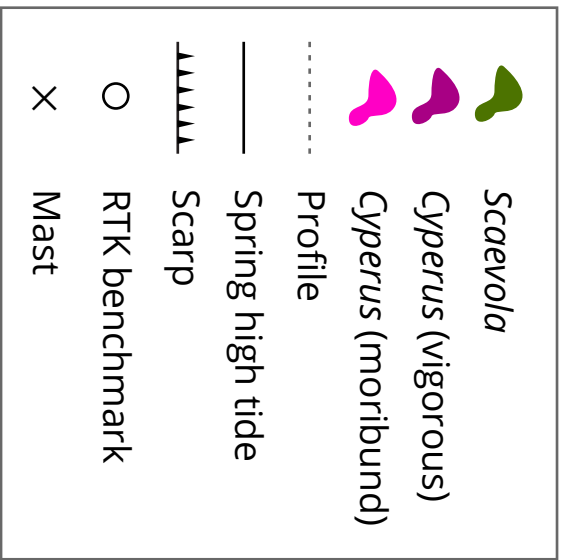 Scaevola
Cyperus (vigorous)
Cyperus (moribund)
Profile
Spring high tide
Scarp
RTK benchmark
Mast